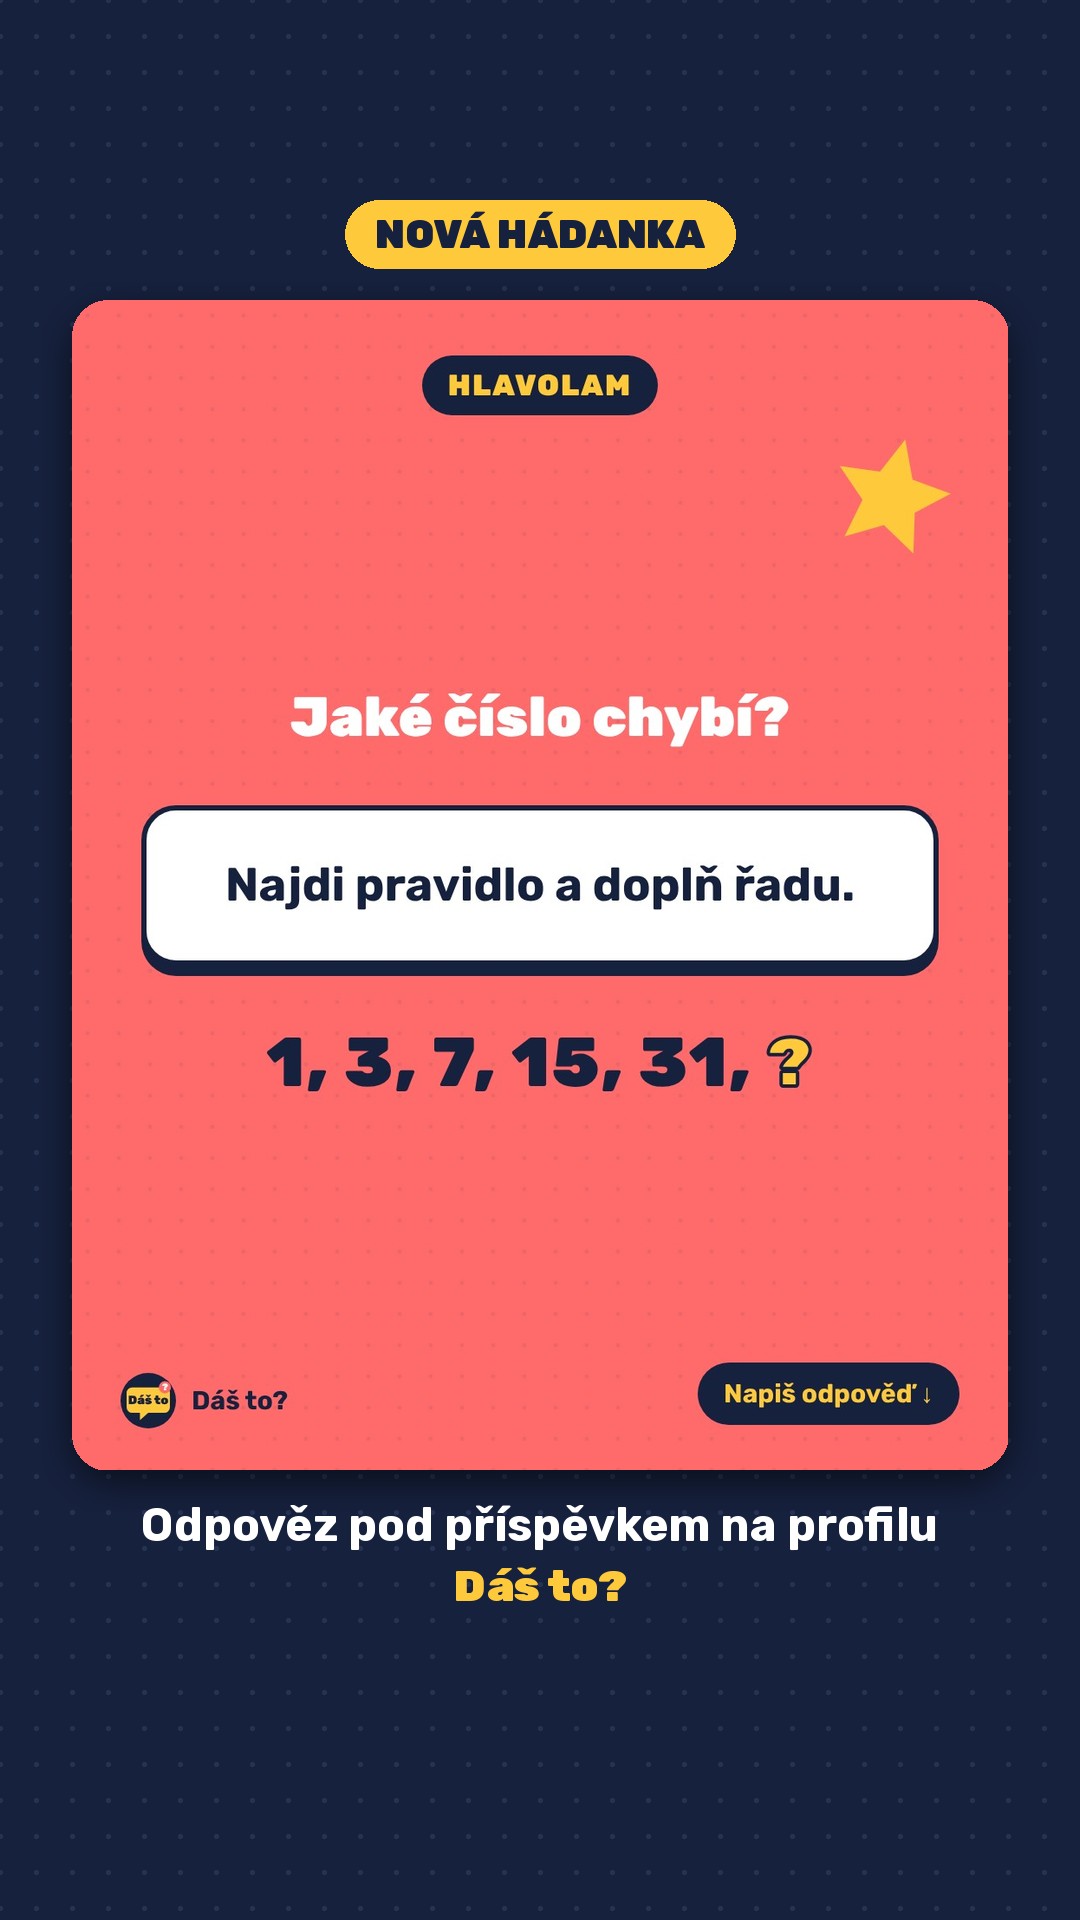 NOVÁ HÁDANKA
HLAVOLAM
Jaké číslo chybí?
Najdi pravidlo a doplň řadu.
1, 3, 7, 15, 31, ?
Dáš to ?
Dáš to?
Napiš odpověď ↓
Odpověz pod příspěvkem na profilu
Dáš to?